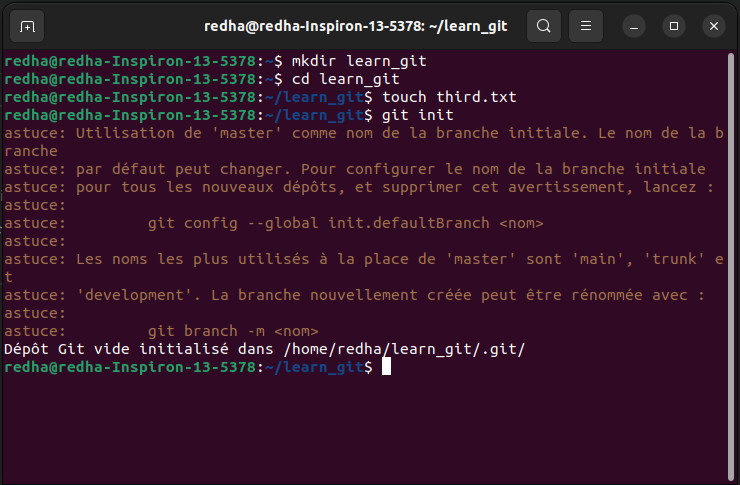 redha@redha-Inspiron-13-5378: ~/learn_git
redha@redha-Inspiron-13-5378:~$ mkdir learn_git
redha@redha-Inspiron-13-5378:~$ cd learn_git
redha@redha-Inspiron-13-5378:~/learn_git$ touch third.txt
redha@redha-Inspiron-13-5378:~/learn_git$ git init
astuce: Utilisation de 'master' comme nom de la branche initiale. Le nom de la b
ranche
astuce: par défaut peut changer. Pour configurer le nom de la branche initiale
astuce: pour tous les nouveaux dépôts, et supprimer cet avertissement, lancez :
astuce:
astuce:         git config --global init.defaultBranch <nom>
astuce:
astuce: Les noms les plus utilisés à la place de 'master' sont 'main', 'trunk' e
t
astuce: 'development'. La branche nouvellement créée peut être rénommée avec :
astuce:
astuce:         git branch -m <nom>
Dépôt Git vide initialisé dans /home/redha/learn_git/.git/
redha@redha-Inspiron-13-5378:~/learn_git$